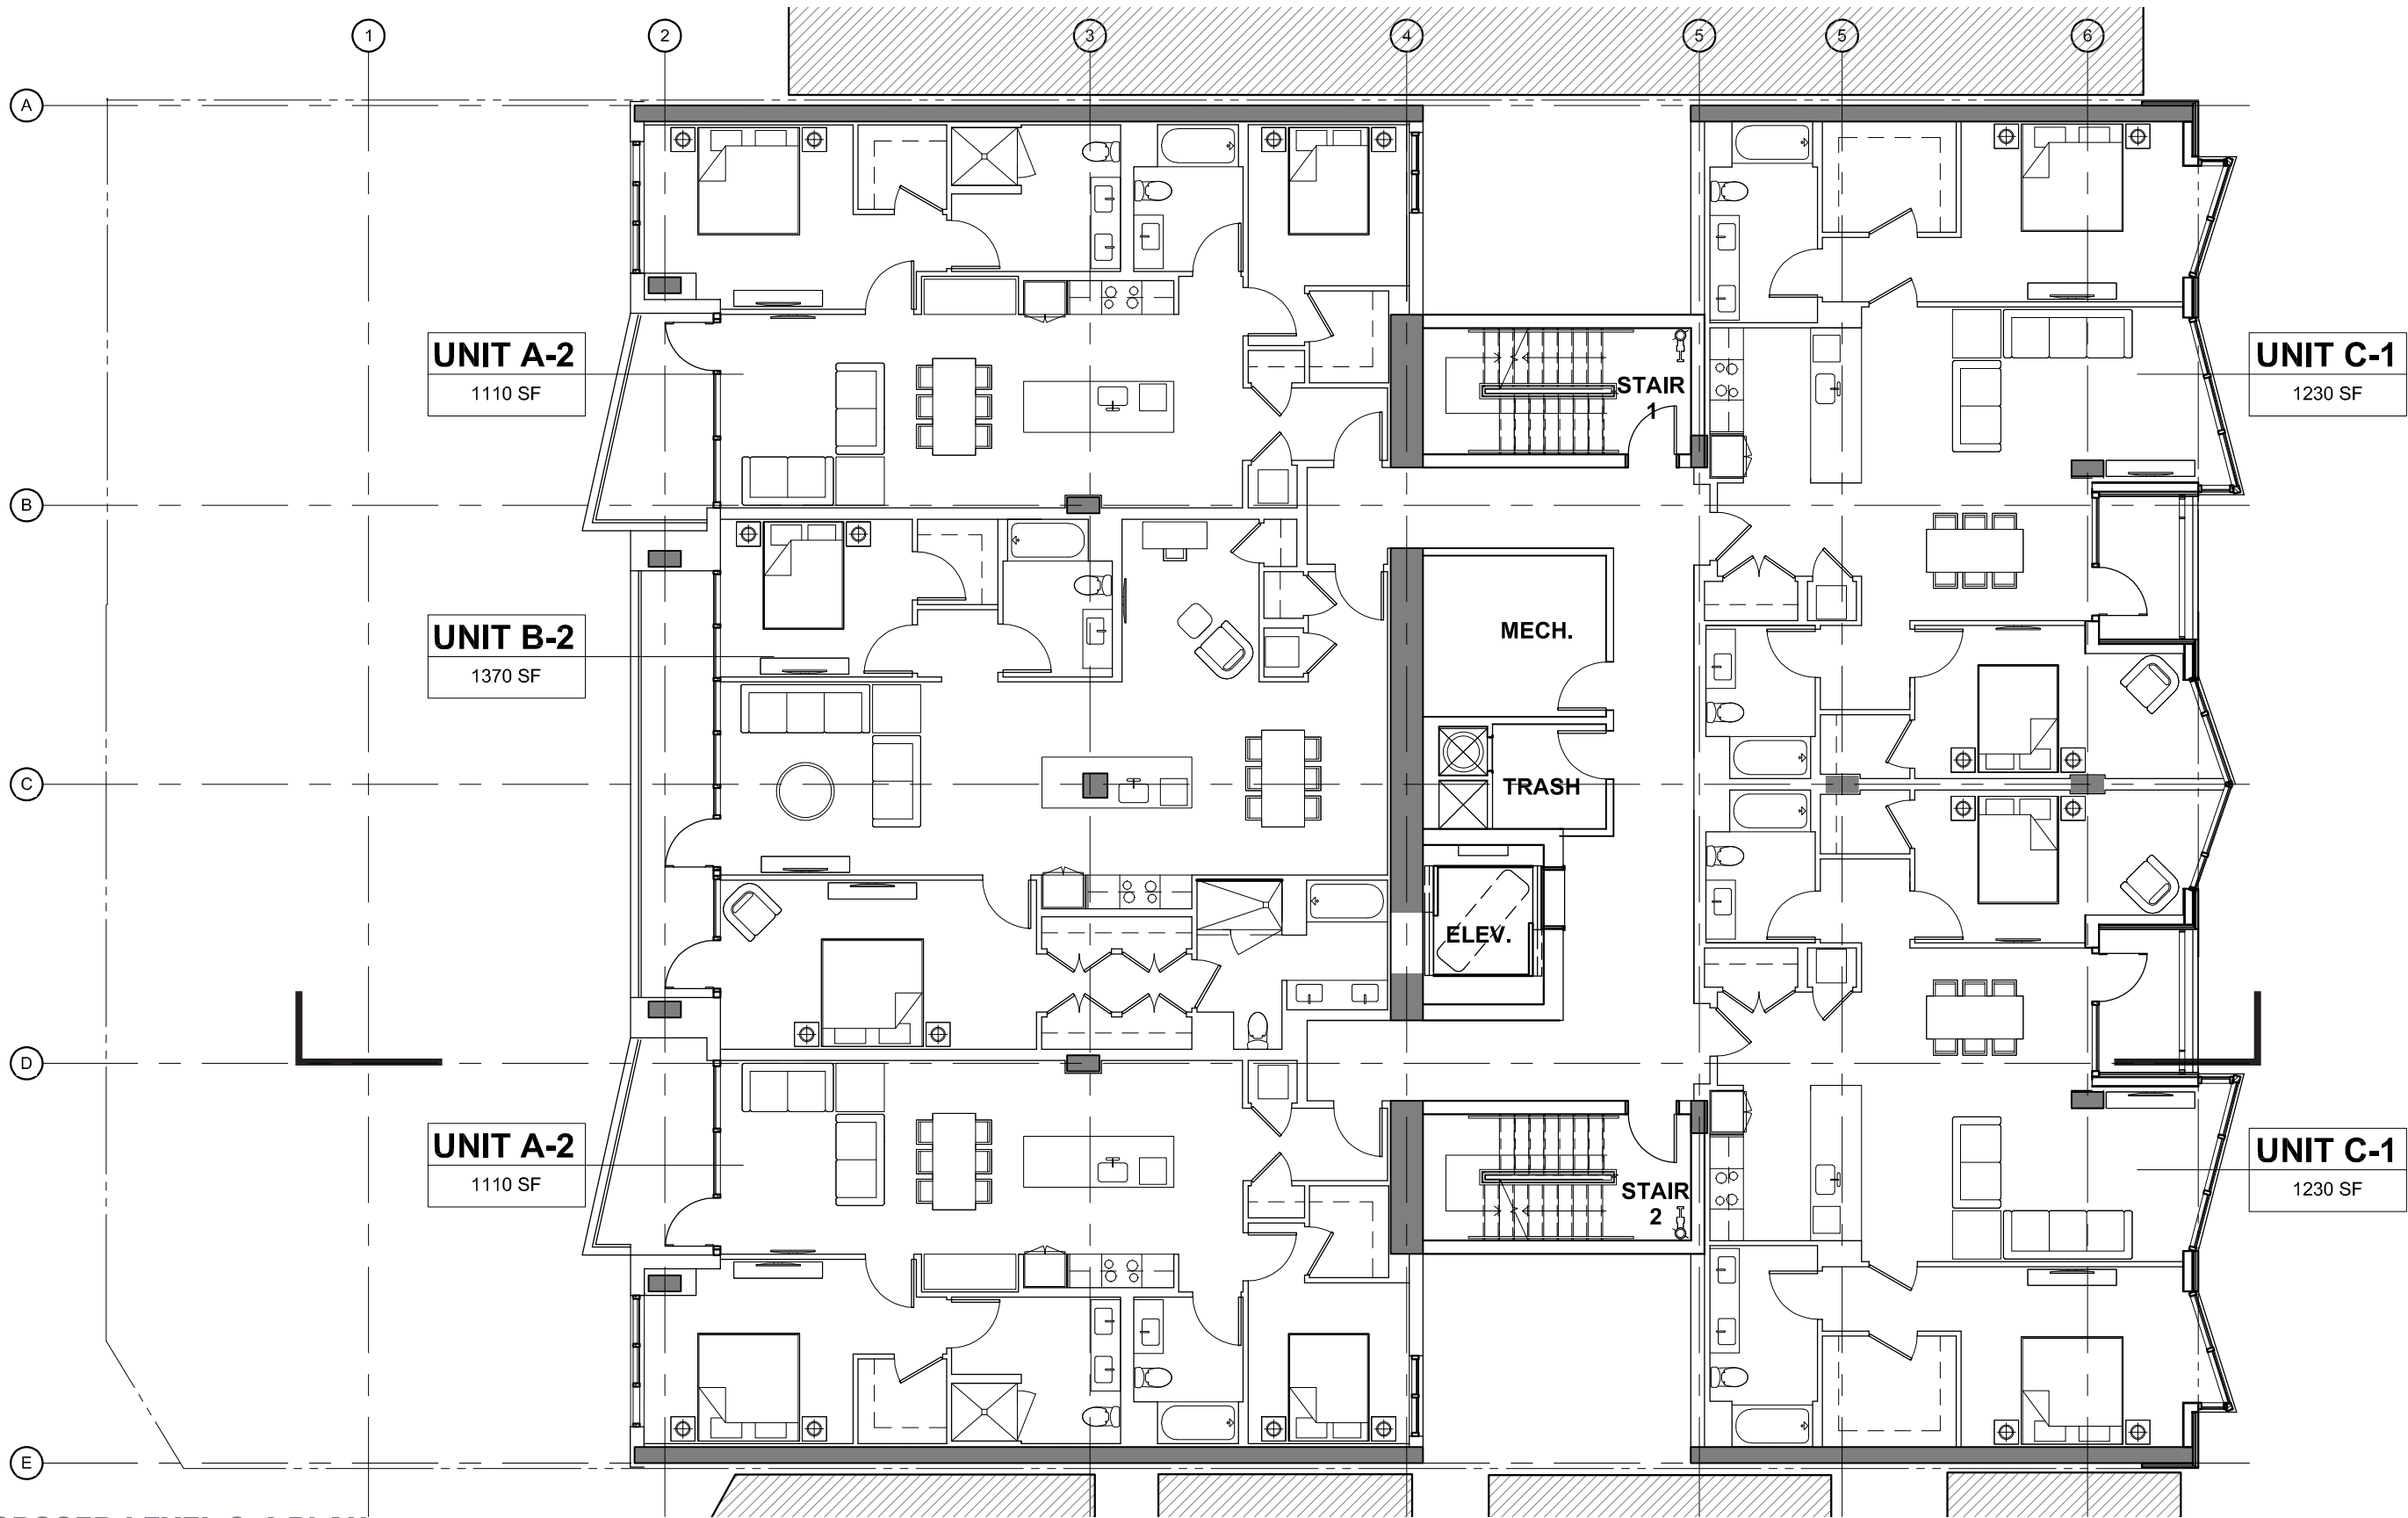 1 2 3 4 5 5 6
A
UNIT A-2
1110 SF
STAIR
1
UNIT C-1
1230 SF
B
UNIT B-2
1370 SF
MECH.
C
TRASH
ELEV.
D
UNIT A-2
1110 SF
STAIR
2
UNIT C-1
1230 SF
E